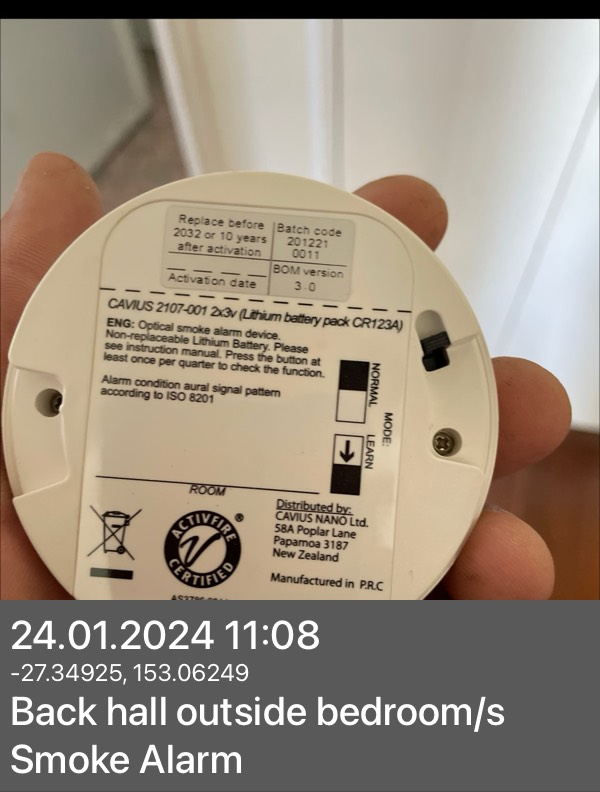 Replace before
2032 or 10 years
after activation
Activation date
Batch code
201221
0011
BOM version
3.0
CAVIUS 2107-001 2x3v (Lithium battery pack CR123A)
ENG: Optical smoke alarm device.
Non-replaceable Lithium Battery. Please
see instruction manual. Press the button at
least once per quarter to check the function.
Alarm condition aural signal pattern
according to ISO 8201
MODE:
NORMAL
LEARN
ROOM
ACTIVFIRE
®
CERTIFIED
Distributed by:
CAVIUS NANO Ltd.
58A Poplar Lane
Papamoa 3187
New Zealand
Manufactured in P.R.C
24.01.2024 11:08
-27.34925, 153.06249
Back hall outside bedroom/s
Smoke Alarm